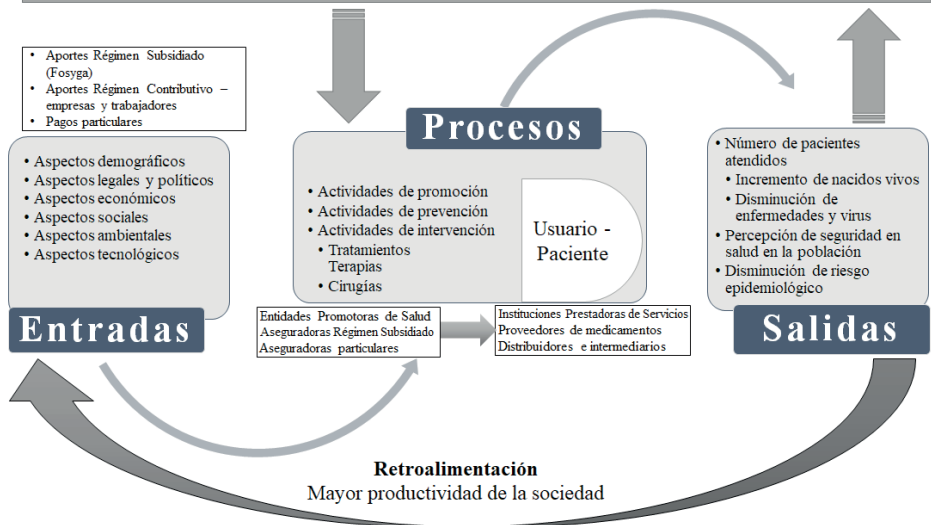 • Aportes Régimen Subsidiado
(Fosyga)
• Aportes Régimen Contributivo –
empresas y trabajadores
• Pagos particulares
• Aspectos demográficos
• Aspectos legales y políticos
• Aspectos económicos
• Aspectos sociales
• Aspectos ambientales
• Aspectos tecnológicos
Entradas
Procesos
• Actividades de promoción
• Actividades de prevención
• Actividades de intervención
• Tratamientos
Terapias
• Cirugías
Usuario -
Paciente
Entidades Promotoras de Salud
Aseguradoras Régimen Subsidiado
Aseguradoras particulares
Instituciones Prestadoras de Servicios
Proveedores de medicamentos
Distribuidores e intermediarios
• Número de pacientes
atendidos
• Incremento de nacidos vivos
• Disminución de
enfermedades y virus
• Percepción de seguridad en
salud en la población
• Disminución de riesgo
epidemiológico
Salidas
Retroalimentación
Mayor productividad de la sociedad